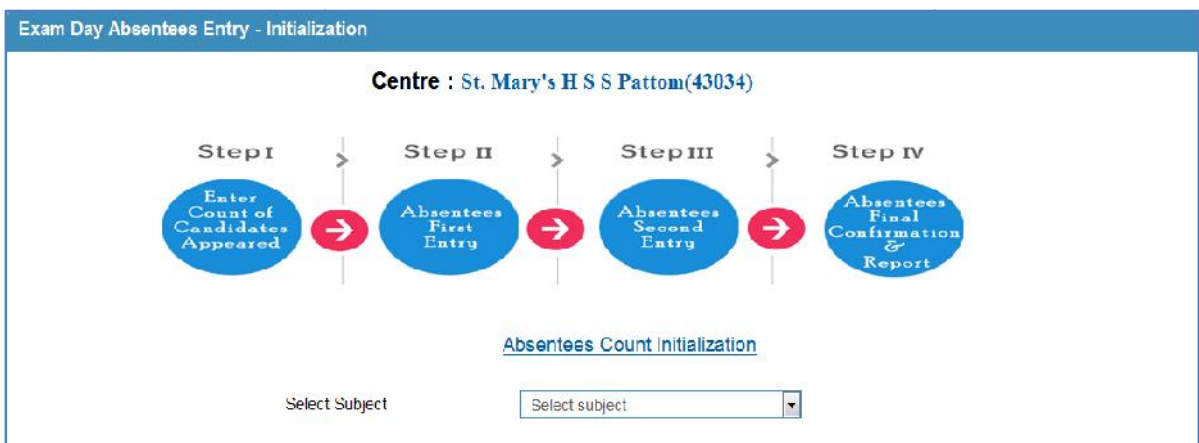 Exam Day Absentees Entry - Initialization
Centre : St. Mary's H S S Pattom(43034)
Step I > Step II > Step III > Step IV
Enter
Count of
Candidates
Appeared
Absentees
First
Entry
Absentees
Second
Entry
Absentees
Final
Confirmation
&
Report
Absentees Count Initialization
Select Subject Select subject